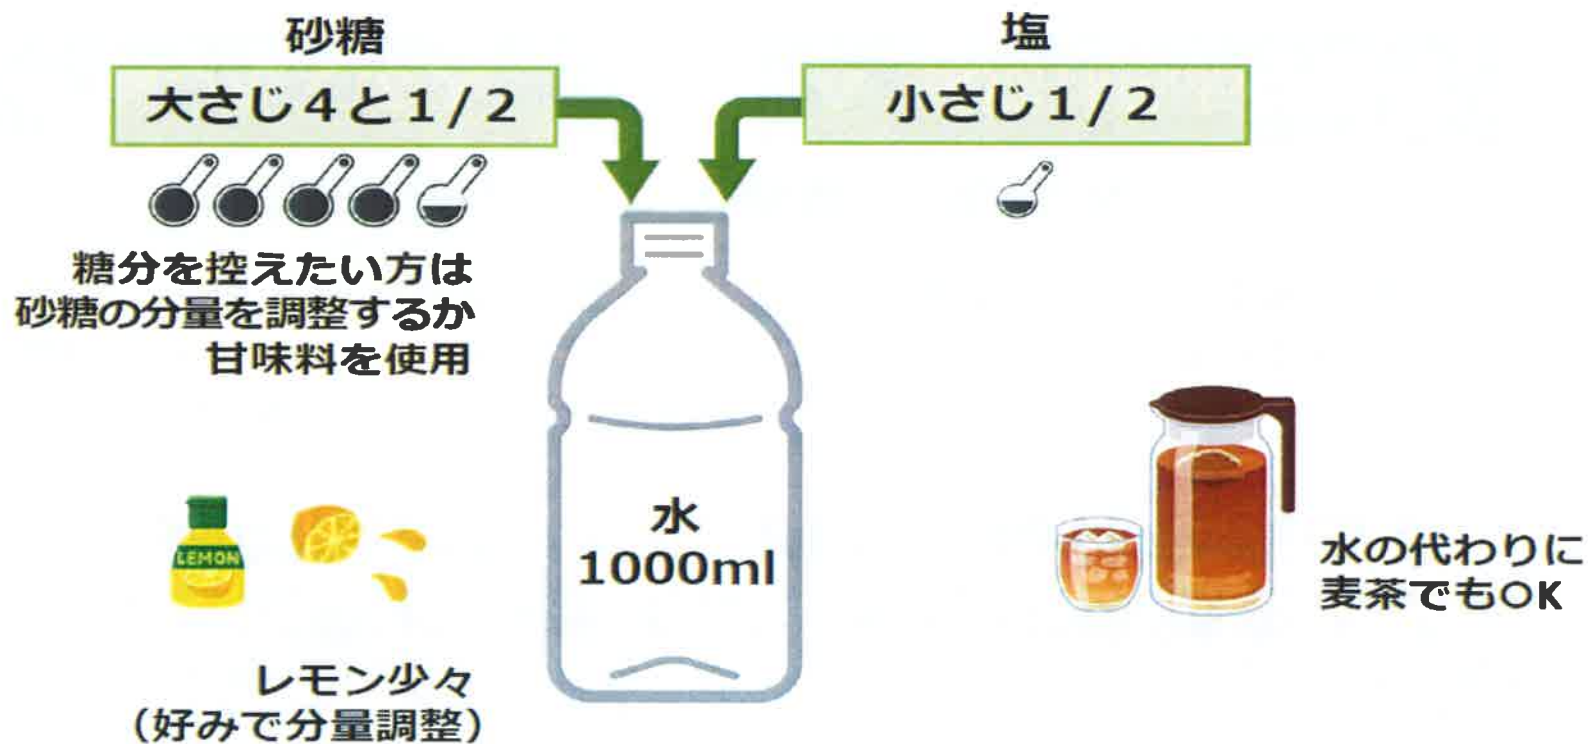 砂糖
大さじ4と1/2
塩
小さじ1/2
糖分を控えたい方は
砂糖の分量を調整するか
甘味料を使用
水
1000ml
LEMON
レモン少々
（好みで分量調整）
水の代わりに
麦茶でもOK